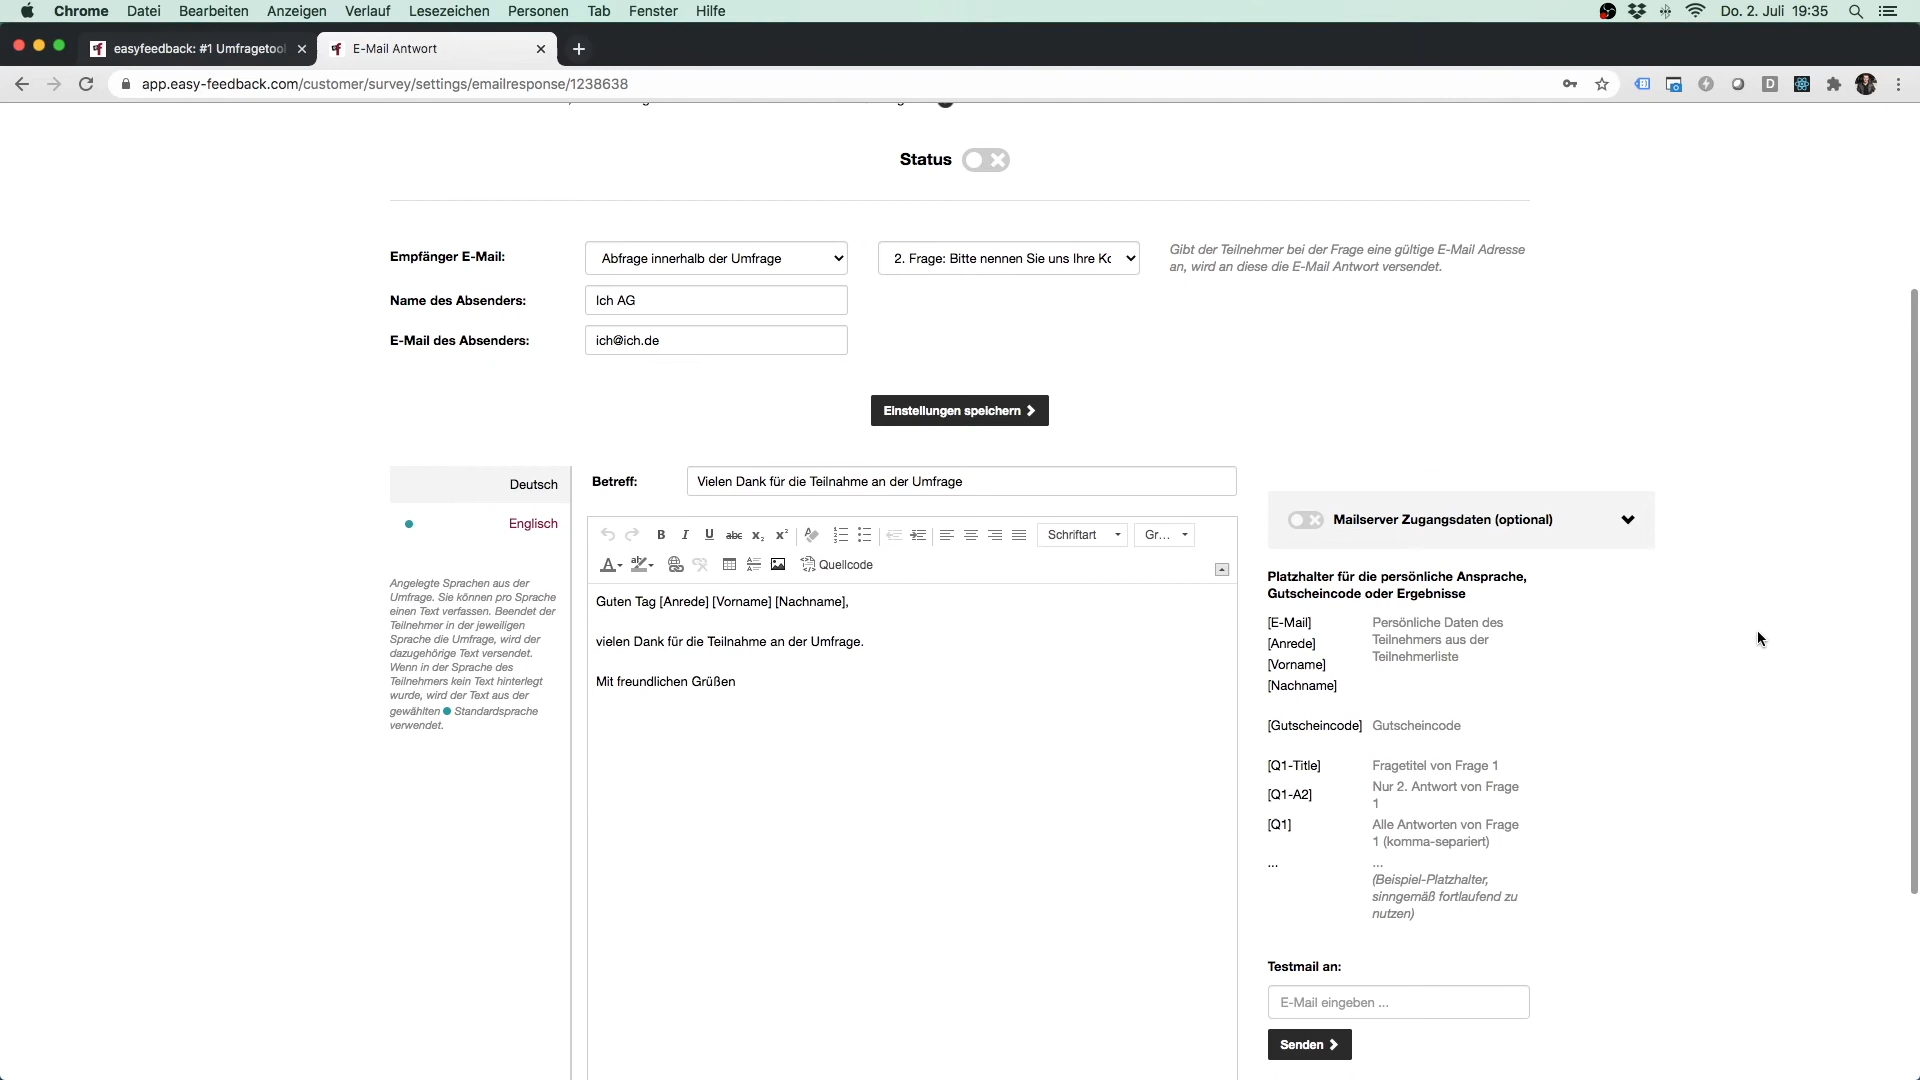 Chrome Datei Bearbeiten Anzeigen Verlauf Lesezeichen Personen Tab Fenster Hilfe Do. 2. Juli 19:35
easyfeedback: #1 Umfragetool E-Mail Antwort
app.easy-feedback.com/customer/survey/settings/emailresponse/1238638
Status
Empfänger E-Mail: Abfrage innerhalb der Umfrage 2. Frage: Bitte nennen Sie uns Ihre Kc
Gibt der Teilnehmer bei der Frage eine gültige E-Mail Adresse
an, wird an diese die E-Mail Antwort versendet.
Name des Absenders: Ich AG
E-Mail des Absenders: ich@ich.de
Einstellungen speichern
Deutsch
Englisch
Angelegte Sprachen aus der
Umfrage. Sie können pro Sprache
einen Text verfassen. Beendet der
Teilnehmer in der jeweiligen
Sprache die Umfrage, wird der
dazugehörige Text versendet.
Wenn in der Sprache des
Teilnehmers kein Text hinterlegt
wurde, wird der Text aus der
gewählten Standardsprache
verwendet.
Betreff: Vielen Dank für die Teilnahme an der Umfrage
B I U abc x₂ x² Schriftart Gr...
A ab Quellcode
Guten Tag [Anrede] [Vorname] [Nachname],
vielen Dank für die Teilnahme an der Umfrage.
Mit freundlichen Grüßen
Mailserver Zugangsdaten (optional)
Platzhalter für die persönliche Ansprache,
Gutscheincode oder Ergebnisse
[E-Mail]
[Anrede]
[Vorname]
[Nachname]
Persönliche Daten des
Teilnehmers aus der
Teilnehmerliste
[Gutscheincode] Gutscheincode
[Q1-Title] Fragetitel von Frage 1
[Q1-A2] Nur 2. Antwort von Frage
1
[Q1] Alle Antworten von Frage
1 (komma-separiert)
... ...
(Beispiel-Platzhalter,
sinngemäß fortlaufend zu
nutzen)
Testmail an:
E-Mail eingeben ...
Senden